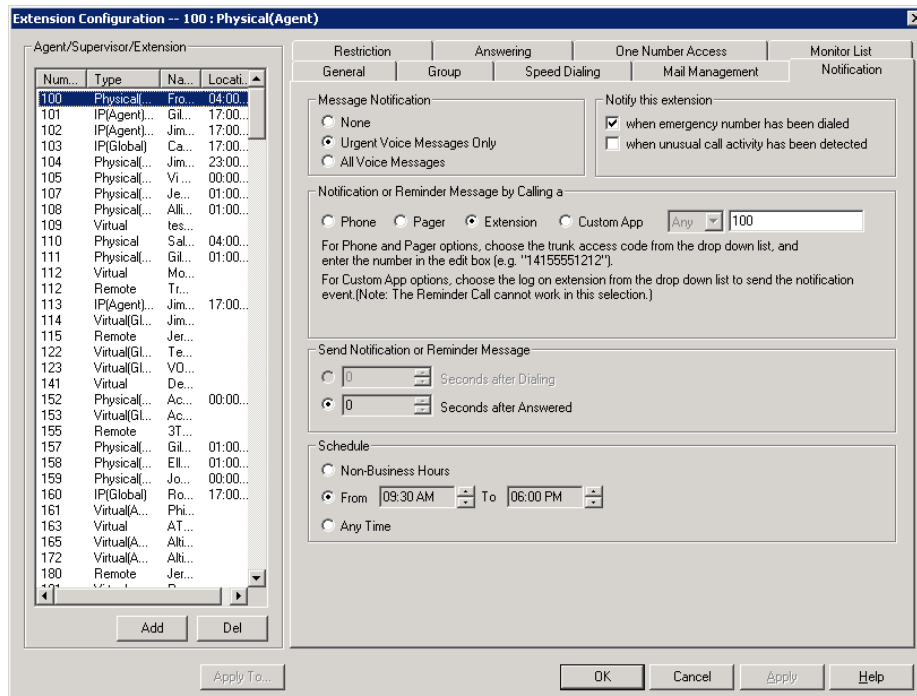 Extension Configuration -- 100 : Physical(Agent)
Agent/Supervisor/Extension
Num... Type Na... Locati...
100 Physical(... Fro... 04:00...
101 IP(Agent)... Gil... 17:00...
102 IP(Agent)... Jim... 17:00...
103 IP(Global) Ca... 17:00...
104 Physical(... Jim... 23:00...
105 Physical(... Vi ... 00:00...
107 Physical(... Je... 01:00...
108 Physical(... Alli... 01:00...
109 Virtual tes...
110 Physical Sal... 04:00...
111 Physical(... Gil... 01:00...
112 Virtual Mo...
112 Remote Tr...
113 IP(Agent)... Jim... 17:00...
114 Virtual(Gl... Jim...
115 Remote Jer...
122 Virtual(Gl... Te...
123 Virtual(Gl... VO...
141 Virtual De...
152 Physical(... Ac... 00:00...
153 Virtual(Gl... Ac...
155 Remote 3T...
157 Physical(... Gil... 01:00...
158 Physical(... Ell... 01:00...
159 Physical(... Jo... 00:00...
160 IP(Global) Ro... 17:00...
161 Virtual(A... Phi...
163 Virtual AT...
165 Virtual(A... Alti...
172 Virtual(A... Alti...
180 Remote Jer...
Add Del
Apply To...
Restriction Answering One Number Access Monitor List
General Group Speed Dialing Mail Management Notification
Message Notification
None
Urgent Voice Messages Only
All Voice Messages
Notify this extension
when emergency number has been dialed
when unusual call activity has been detected
Notification or Reminder Message by Calling a
Phone Pager Extension Custom App Any 100
For Phone and Pager options, choose the trunk access code from the drop down list, and
enter the number in the edit box (e.g. "14155551212").
For Custom App options, choose the log on extension from the drop down list to send the notification
event.(Note: The Reminder Call cannot work in this selection.)
Send Notification or Reminder Message
0 Seconds after Dialing
0 Seconds after Answered
Schedule
Non-Business Hours
From 09:30 AM To 06:00 PM
Any Time
OK Cancel Apply Help